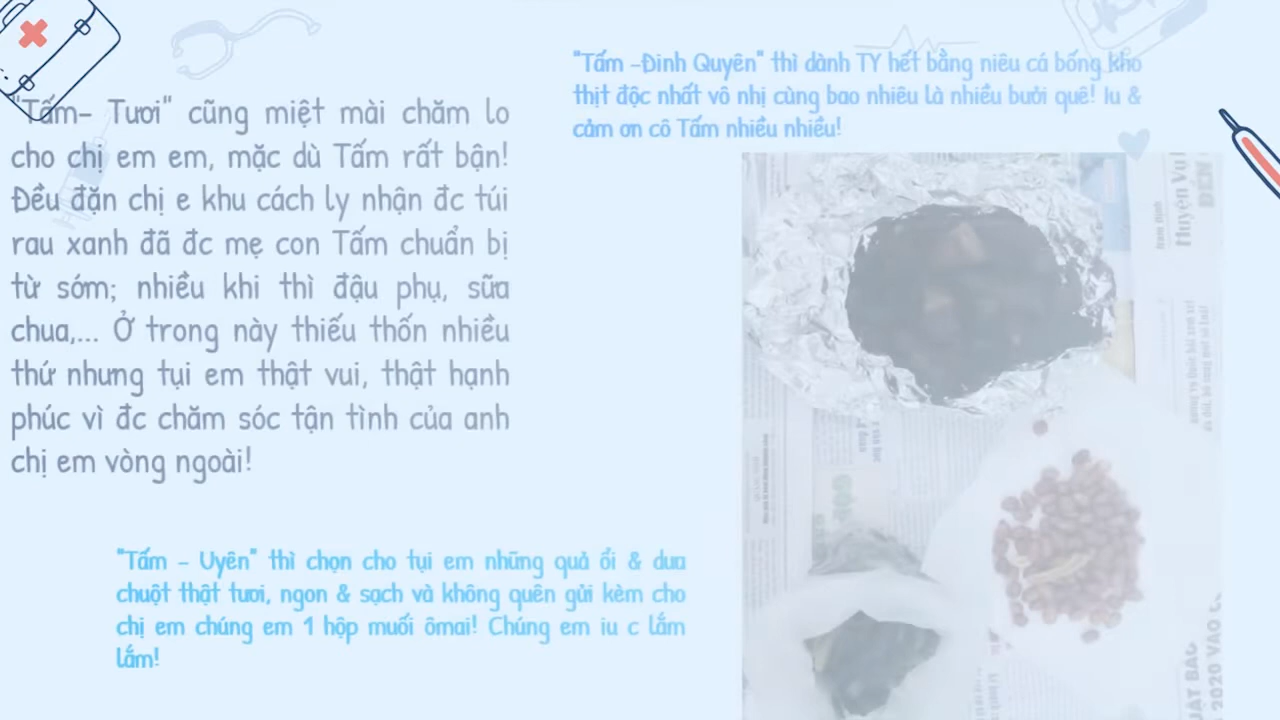 "Tấm- Tươi" cũng miệt mài chăm lo
cho chị em em, mặc dù Tấm rất bận!
Đều đặn chị e khu cách ly nhận đc túi
rau xanh đã đc mẹ con Tấm chuẩn bị
từ sớm; nhiều khi thì đậu phụ, sữa
chua,... Ở trong này thiếu thốn nhiều
thứ nhưng tụi em thật vui, thật hạnh
phúc vì đc chăm sóc tận tình của anh
chị em vòng ngoài!
"Tấm -Đinh Quyên" thì dành TY hết bằng niêu cá bống kho
thịt độc nhất vô nhị cùng bao nhiêu là nhiều bưởi quê! Iu &
cảm ơn cô Tấm nhiều nhiều!
"Tấm - Uyên" thì chọn cho tụi em những quả ổi & dưa
chuột thật tươi, ngon & sạch và không quên gửi kèm cho
chị em chúng em 1 hộp muối ômai! Chúng em iu c lắm
lắm!
Huyện Vụ
2020 VÀO